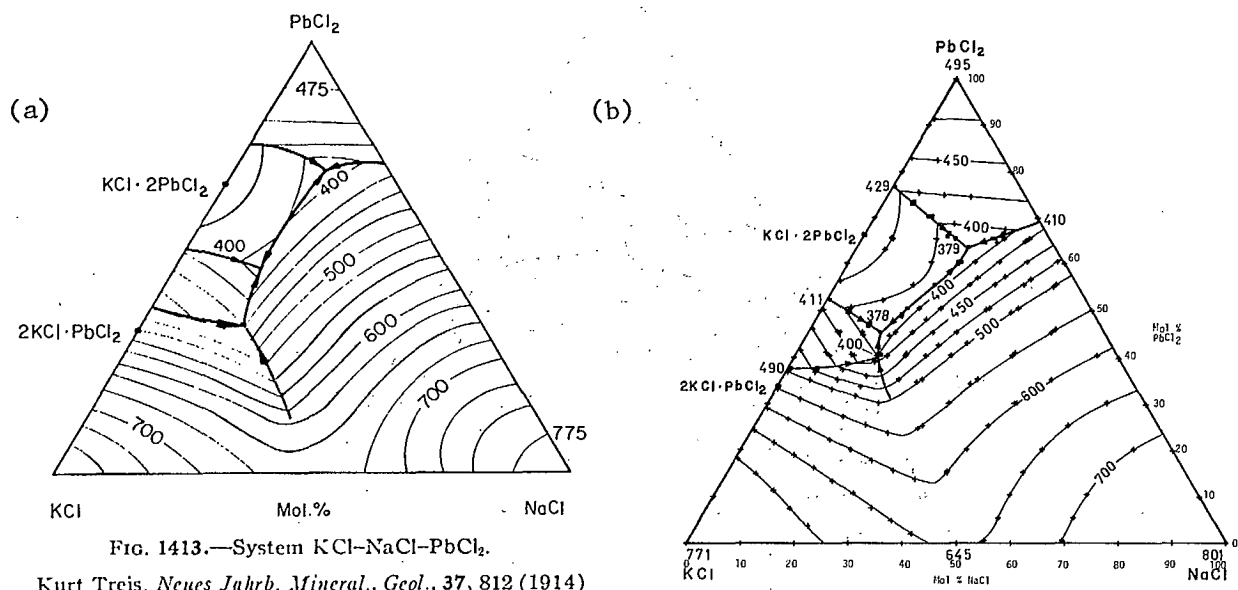 (a)
PbCl₂
475
KCl·2PbCl₂
400
400
500
2KCl·PbCl₂
600
700
700
775
KCl
Mol.%
NaCl
FIG. 1413.—System KCl–NaCl–PbCl₂.
Kurt Treis, Neues Jahrb. Mineral., Geol., 37, 812 (1914)
(b)
PbCl₂
495
100
90
450
80
429
410
400
70
KCl·2PbCl₂
379
60
411
400
378
450
50
500
400
Mol %
PbCl₂
490
40
2KCl·PbCl₂
600
30
20
700
10
0
771
645
801
0 10 20 30 40 50 60 70 80 90 100
KCl
Mol % NaCl
NaCl